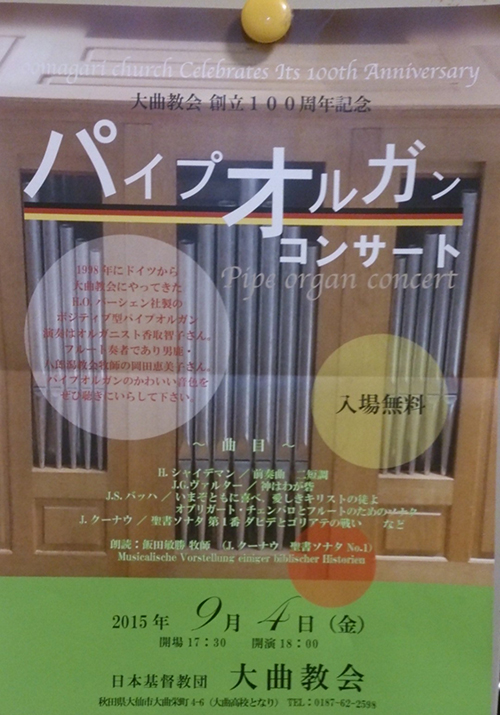 Omagari church Celebrates Its 100th Anniversary
大曲教会 創立100周年記念
パイプオルガン
コンサート
Pipe organ concert
1998年にドイツから
大曲教会にやってきた
H.O. パーシェン社製の
ポジティブ型パイプオルガン
演奏はオルガニスト香取智子さん。
フルート奏者であり男鹿・
八郎潟教会牧師の岡田恵美子さん。
パイプオルガンのかわいい音色を
ぜひ聴きにいらして下さい。
入場無料
～ 曲目 ～
H. シャイデマン／前奏曲 ニ短調
J.G.ヴァルター／神はわが砦
J.S. バッハ／いまぞともに喜べ、愛しきキリストの徒よ
オブリガート・チェンバロとフルートのためのソナタ
J. クーナウ／聖書ソナタ 第1番 ダビデとゴリアテの戦い など
朗読：飯田敏勝 牧師 （J. クーナウ 聖書ソナタ No.1）
Musicalische Vorstellung einiger biblischer Historien
2015年 9月4日（金）
開場17：30 開演18：00
日本基督教団 大曲教会
秋田県大仙市大曲栄町4-6（大曲高校となり） TEL：0187-62-2598